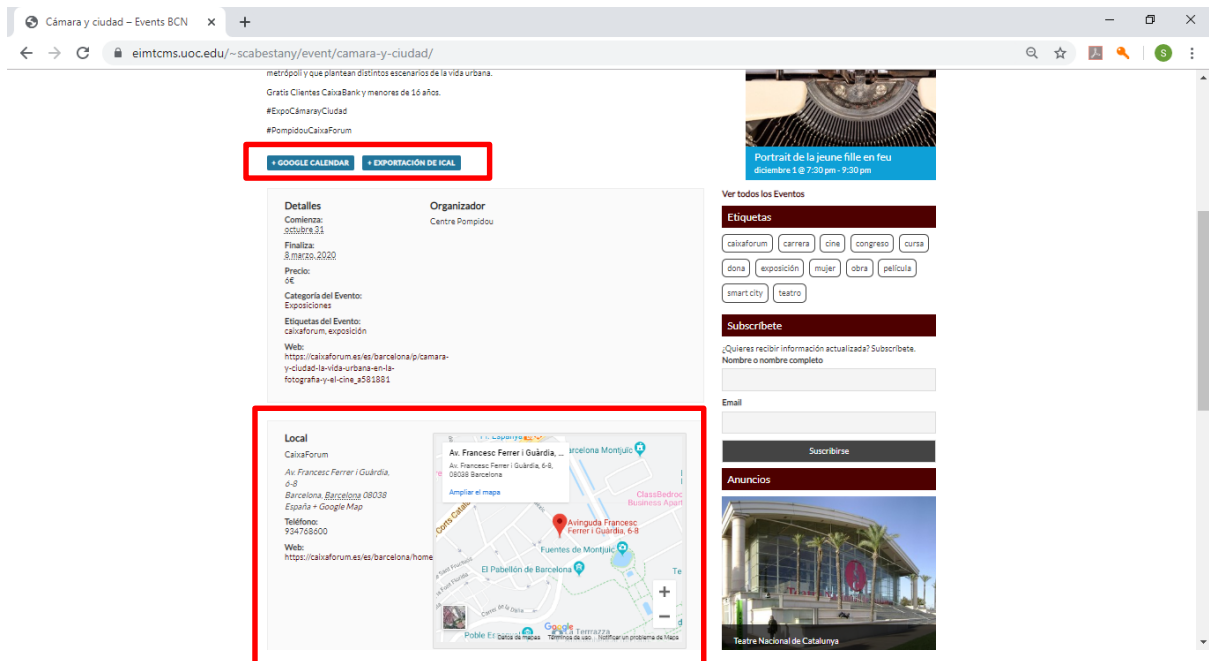 Cámara y ciudad – Events BCN
eimtcms.uoc.edu/~scabestany/event/camara-y-ciudad/
S
metrópoli y que plantean distintos escenarios de la vida urbana.
Gratis Clientes CaixaBank y menores de 16 años.
#ExpoCámarayCiudad
#PompidouCaixaForum
+ GOOGLE CALENDAR
+ EXPORTACIÓN DE ICAL
Detalles
Comienza:
octubre 31
Finaliza:
8 marzo, 2020
Precio:
6€
Categoría del Evento:
Exposiciones
Etiquetas del Evento:
caixaforum, exposición
Web:
https://caixaforum.es/es/barcelona/p/camara-
y-ciudad-la-vida-urbana-en-la-
fotografia-y-el-cine_a581881
Organizador
Centre Pompidou
Local
CaixaForum
Av. Francesc Ferrer i Guàrdia,
6-8
Barcelona, Barcelona 08038
España + Google Map
Teléfono:
934768600
Web:
https://caixaforum.es/es/barcelona/home
Av. Francesc Ferrer i Guàrdia, ...
Av. Francesc Ferrer i Guàrdia, 6-8,
08038 Barcelona
Ampliar el mapa
arcelona Montjuïc
ClassBedroo
Business Apart
Corts Catala
Avinguda Francesc
Ferrer i Guàrdia, 6-8
Fuentes de Montjuïc
El Pabellón de Barcelona
Te
Poble Es
Google
Terrazza
Datos de mapas
Términos de uso
Notificar un problema de Maps
Portrait de la jeune fille en feu
diciembre 1 @ 7:30 pm - 9:30 pm
Ver todos los Eventos
Etiquetas
caixaforum carrera cine congreso cursa
dona exposición mujer obra película
smart city teatro
Subscríbete
¿Quieres recibir información actualizada? Subscríbete.
Nombre o nombre completo
Email
Suscribirse
Anuncios
Teatre Nacional de Catalunya